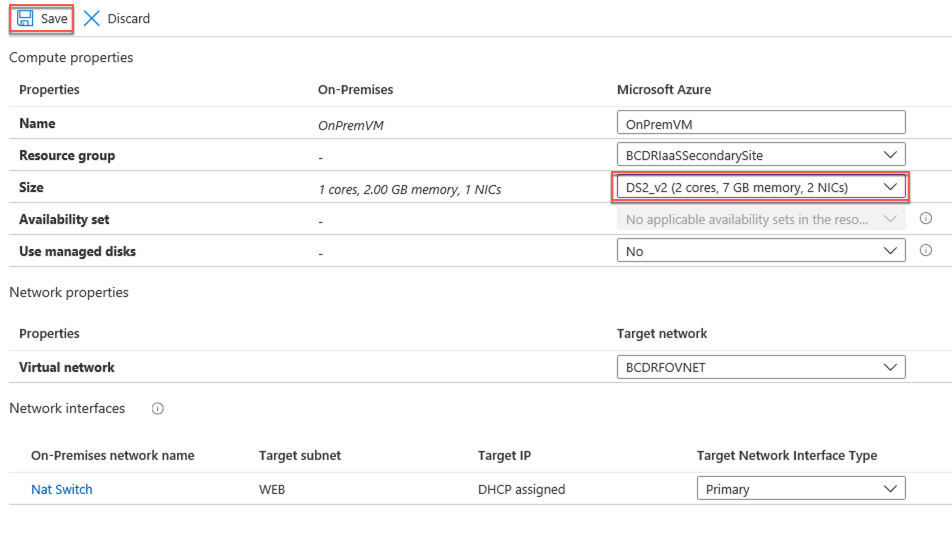 Save Discard
Compute properties
Properties On-Premises Microsoft Azure
Name OnPremVM OnPremVM
Resource group - BCDRIaaSSecondarySite
Size 1 cores, 2.00 GB memory, 1 NICs DS2_v2 (2 cores, 7 GB memory, 2 NICs)
Availability set - No applicable availability sets in the reso...
Use managed disks - No
Network properties
Properties Target network
Virtual network BCDRFOVNET
Network interfaces
On-Premises network name Target subnet Target IP Target Network Interface Type
Nat Switch WEB DHCP assigned Primary